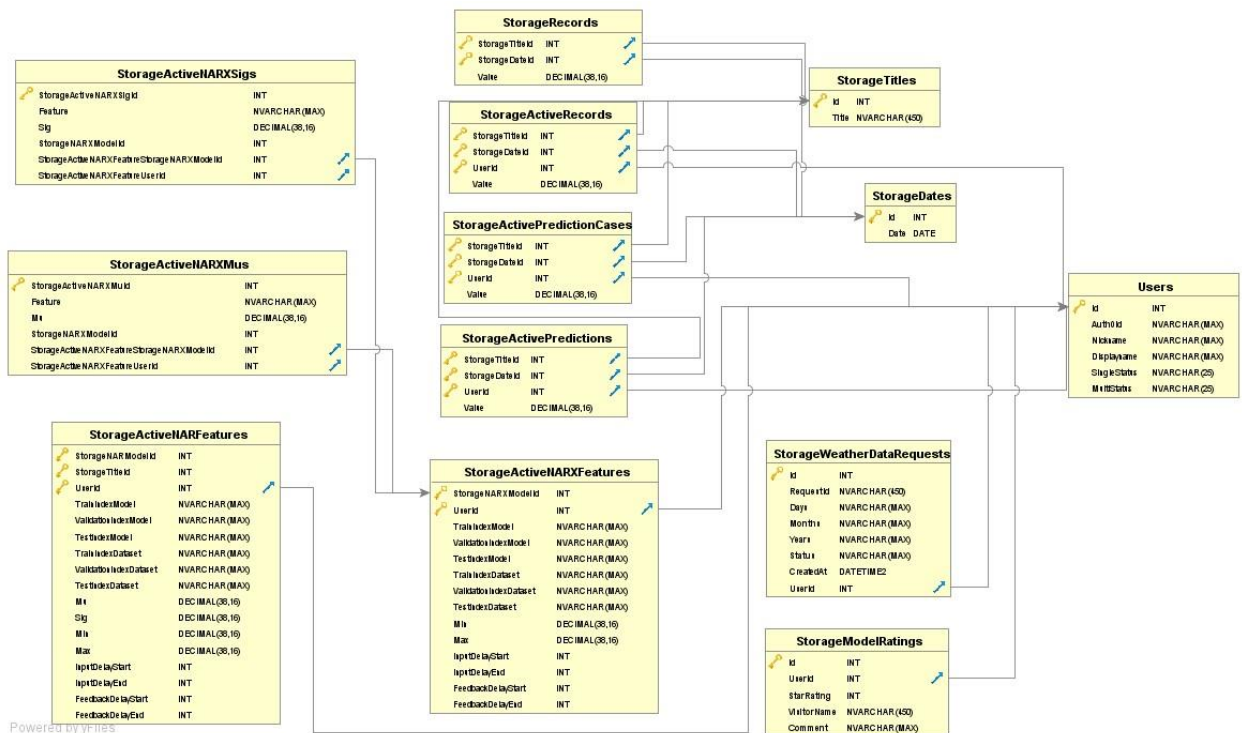 StorageRecords
StorageTitleId INT
StorageDateId INT
Value DECIMAL(38,16)
StorageActiveNARXSigs
StorageActiveNARXSigId INT
Feature NVARCHAR(MAX)
Sig DECIMAL(38,16)
StorageNARXModelId INT
StorageActiveNARXFeatureStorageNARXModelId INT
StorageActiveNARXFeatureUserId INT
StorageTitles
Id INT
Title NVARCHAR(450)
StorageActiveRecords
StorageTitleId INT
StorageDateId INT
UserId INT
Value DECIMAL(38,16)
StorageDates
Id INT
Date DATE
StorageActivePredictionCases
StorageTitleId INT
StorageDateId INT
UserId INT
Value DECIMAL(38,16)
StorageActiveNARXMus
StorageActiveNARXMuId INT
Feature NVARCHAR(MAX)
Mu DECIMAL(38,16)
StorageNARXModelId INT
StorageActiveNARXFeatureStorageNARXModelId INT
StorageActiveNARXFeatureUserId INT
Users
Id INT
Auth0Id NVARCHAR(MAX)
Nickname NVARCHAR(MAX)
Displayname NVARCHAR(MAX)
SingleStatus NVARCHAR(25)
MultiStatus NVARCHAR(25)
StorageActivePredictions
StorageTitleId INT
StorageDateId INT
UserId INT
Value DECIMAL(38,16)
StorageActiveNARFeatures
StorageNARModelId INT
StorageTitleId INT
UserId INT
TrainIndexModel NVARCHAR(MAX)
ValidationIndexModel NVARCHAR(MAX)
TestIndexModel NVARCHAR(MAX)
TrainIndexDataset NVARCHAR(MAX)
ValidationIndexDataset NVARCHAR(MAX)
TestIndexDataset NVARCHAR(MAX)
Mu DECIMAL(38,16)
Sig DECIMAL(38,16)
Min DECIMAL(38,16)
Max DECIMAL(38,16)
InputDelayStart INT
InputDelayEnd INT
FeedbackDelayStart INT
FeedbackDelayEnd INT
StorageActiveNARXFeatures
StorageNARXModelId INT
UserId INT
TrainIndexModel NVARCHAR(MAX)
ValidationIndexModel NVARCHAR(MAX)
TestIndexModel NVARCHAR(MAX)
TrainIndexDataset NVARCHAR(MAX)
ValidationIndexDataset NVARCHAR(MAX)
TestIndexDataset NVARCHAR(MAX)
Min DECIMAL(38,16)
Max DECIMAL(38,16)
InputDelayStart INT
InputDelayEnd INT
FeedbackDelayStart INT
FeedbackDelayEnd INT
StorageWeatherDataRequests
Id INT
RequestId NVARCHAR(450)
Days NVARCHAR(MAX)
Months NVARCHAR(MAX)
Years NVARCHAR(MAX)
Status NVARCHAR(MAX)
CreatedAt DATETIME2
UserId INT
StorageModelRatings
Id INT
UserId INT
StarRating INT
VisitorName NVARCHAR(450)
Comment NVARCHAR(MAX)
Powered by yFiles